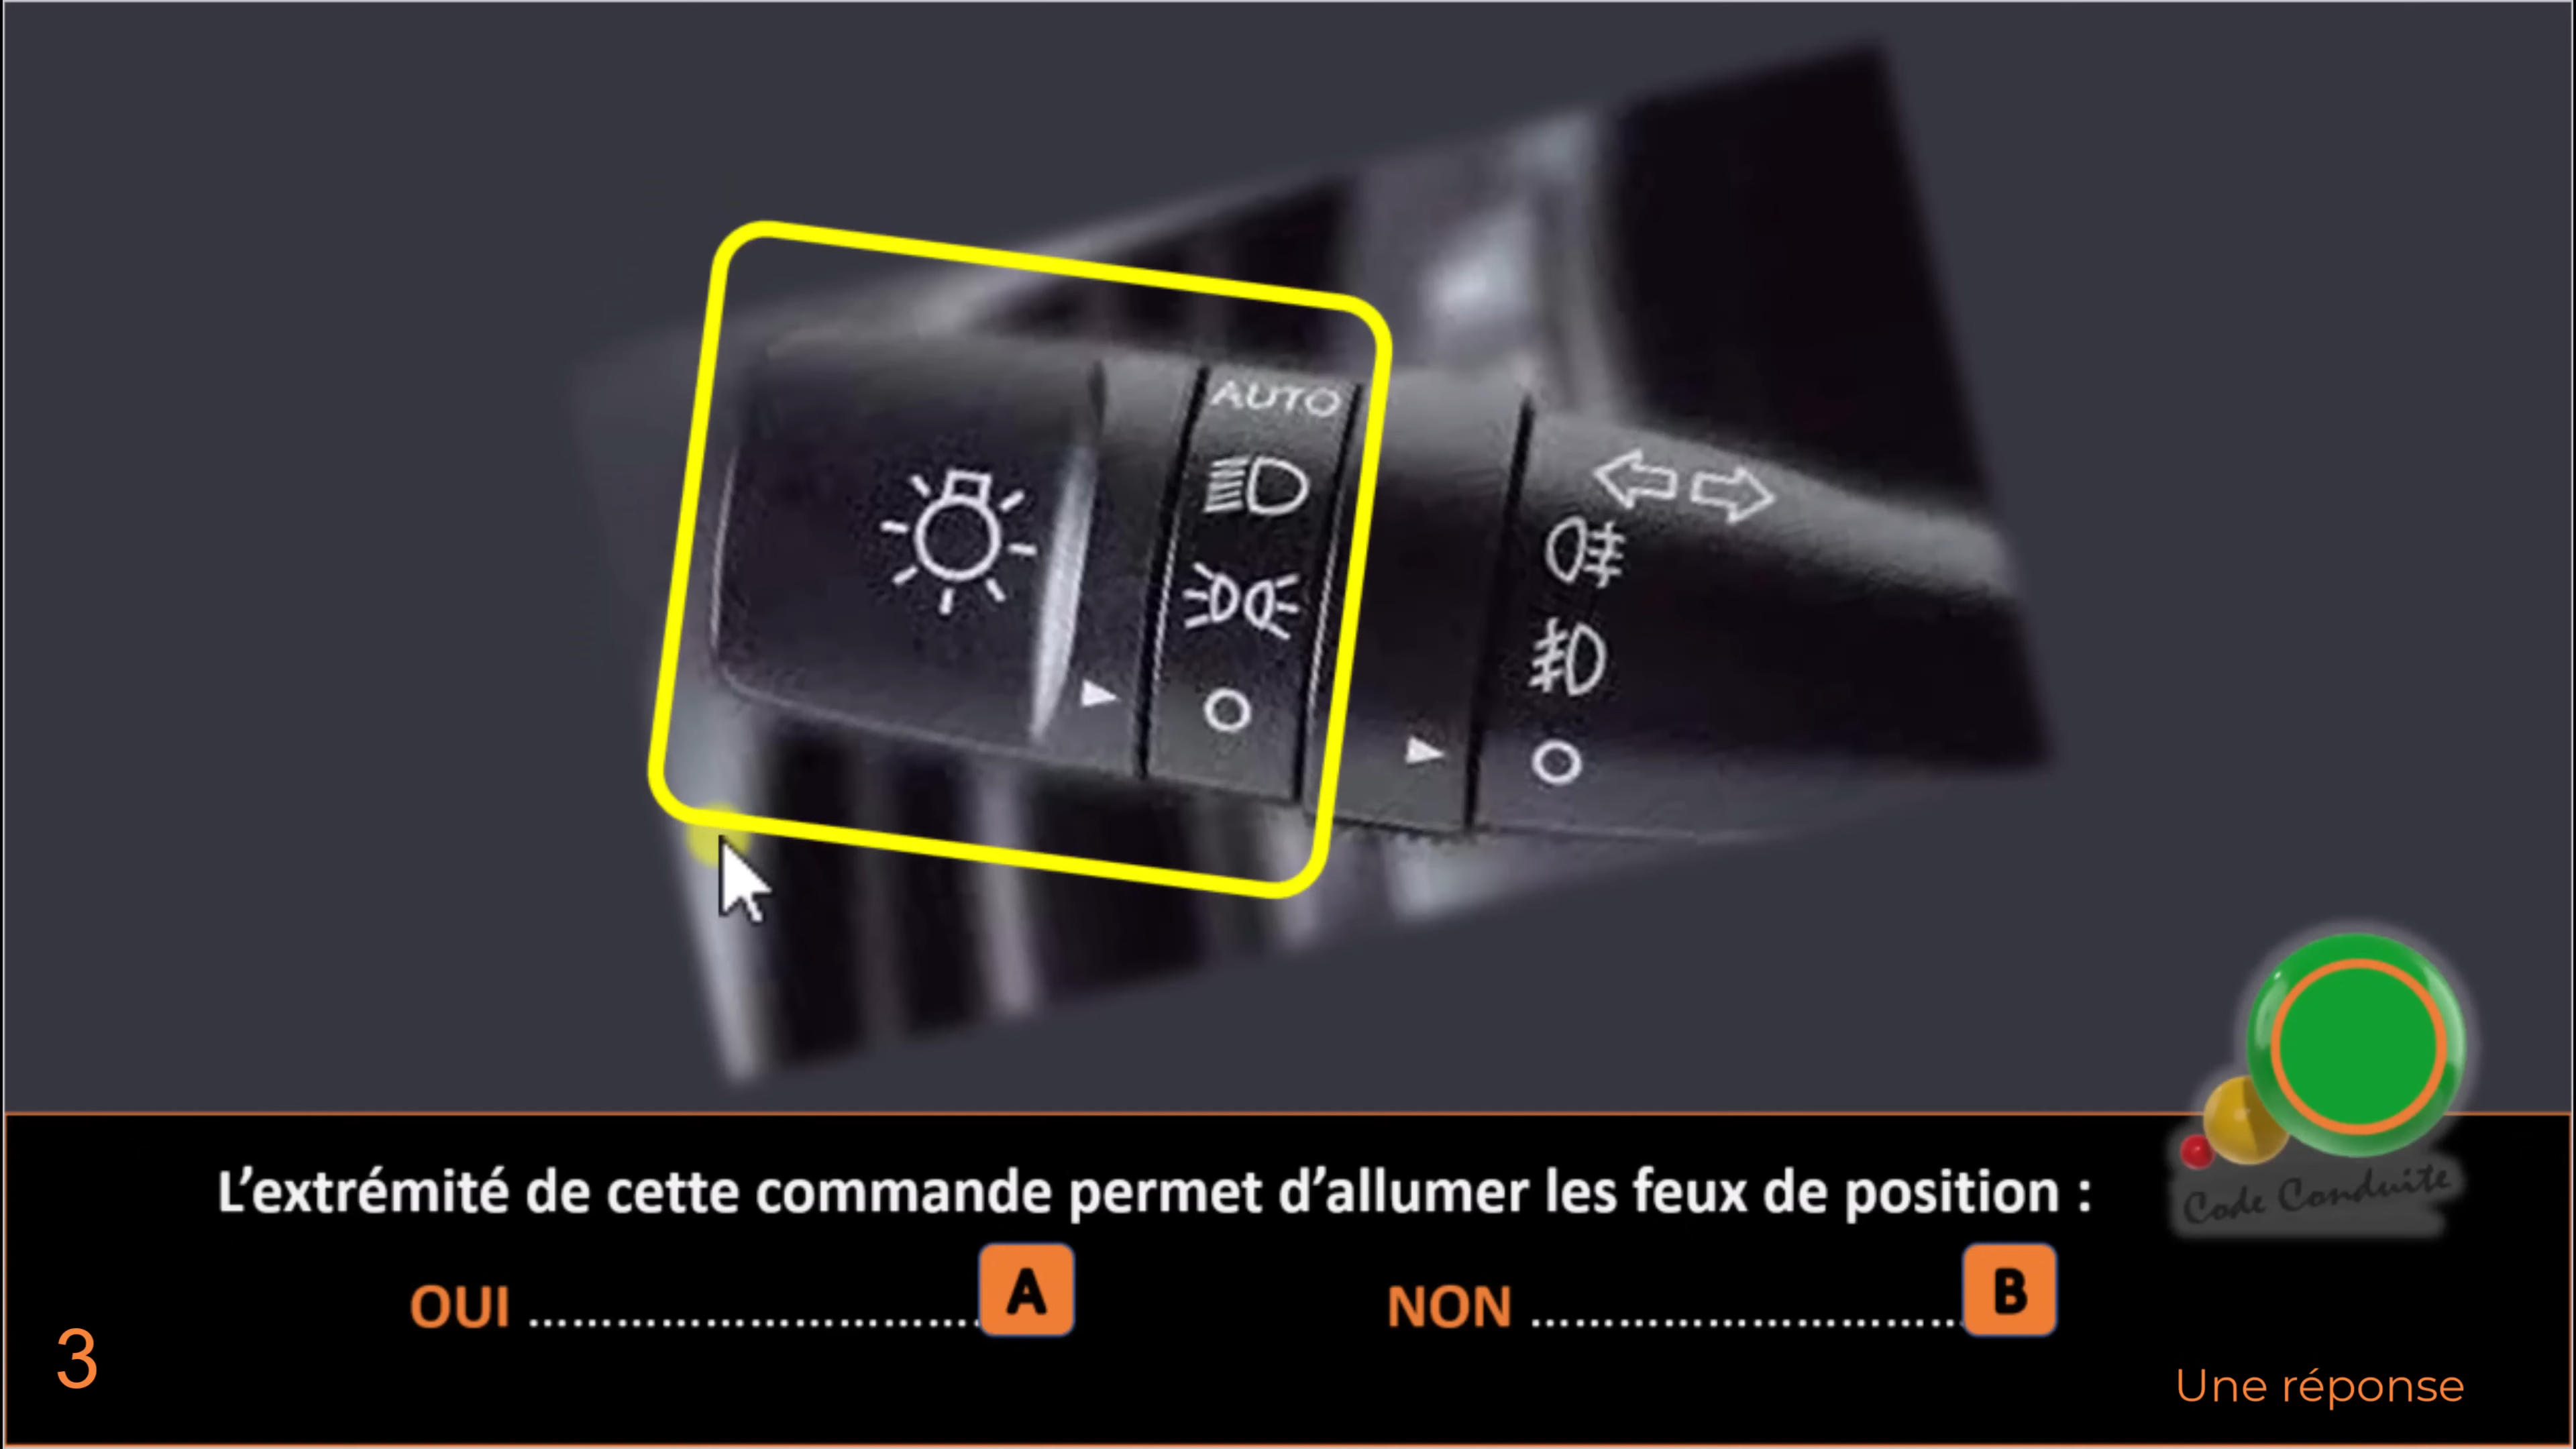 AUTO
L’extrémité de cette commande permet d’allumer les feux de position :
OUI ................................ A
NON ................................ B
3
Une réponse
Code Conduite